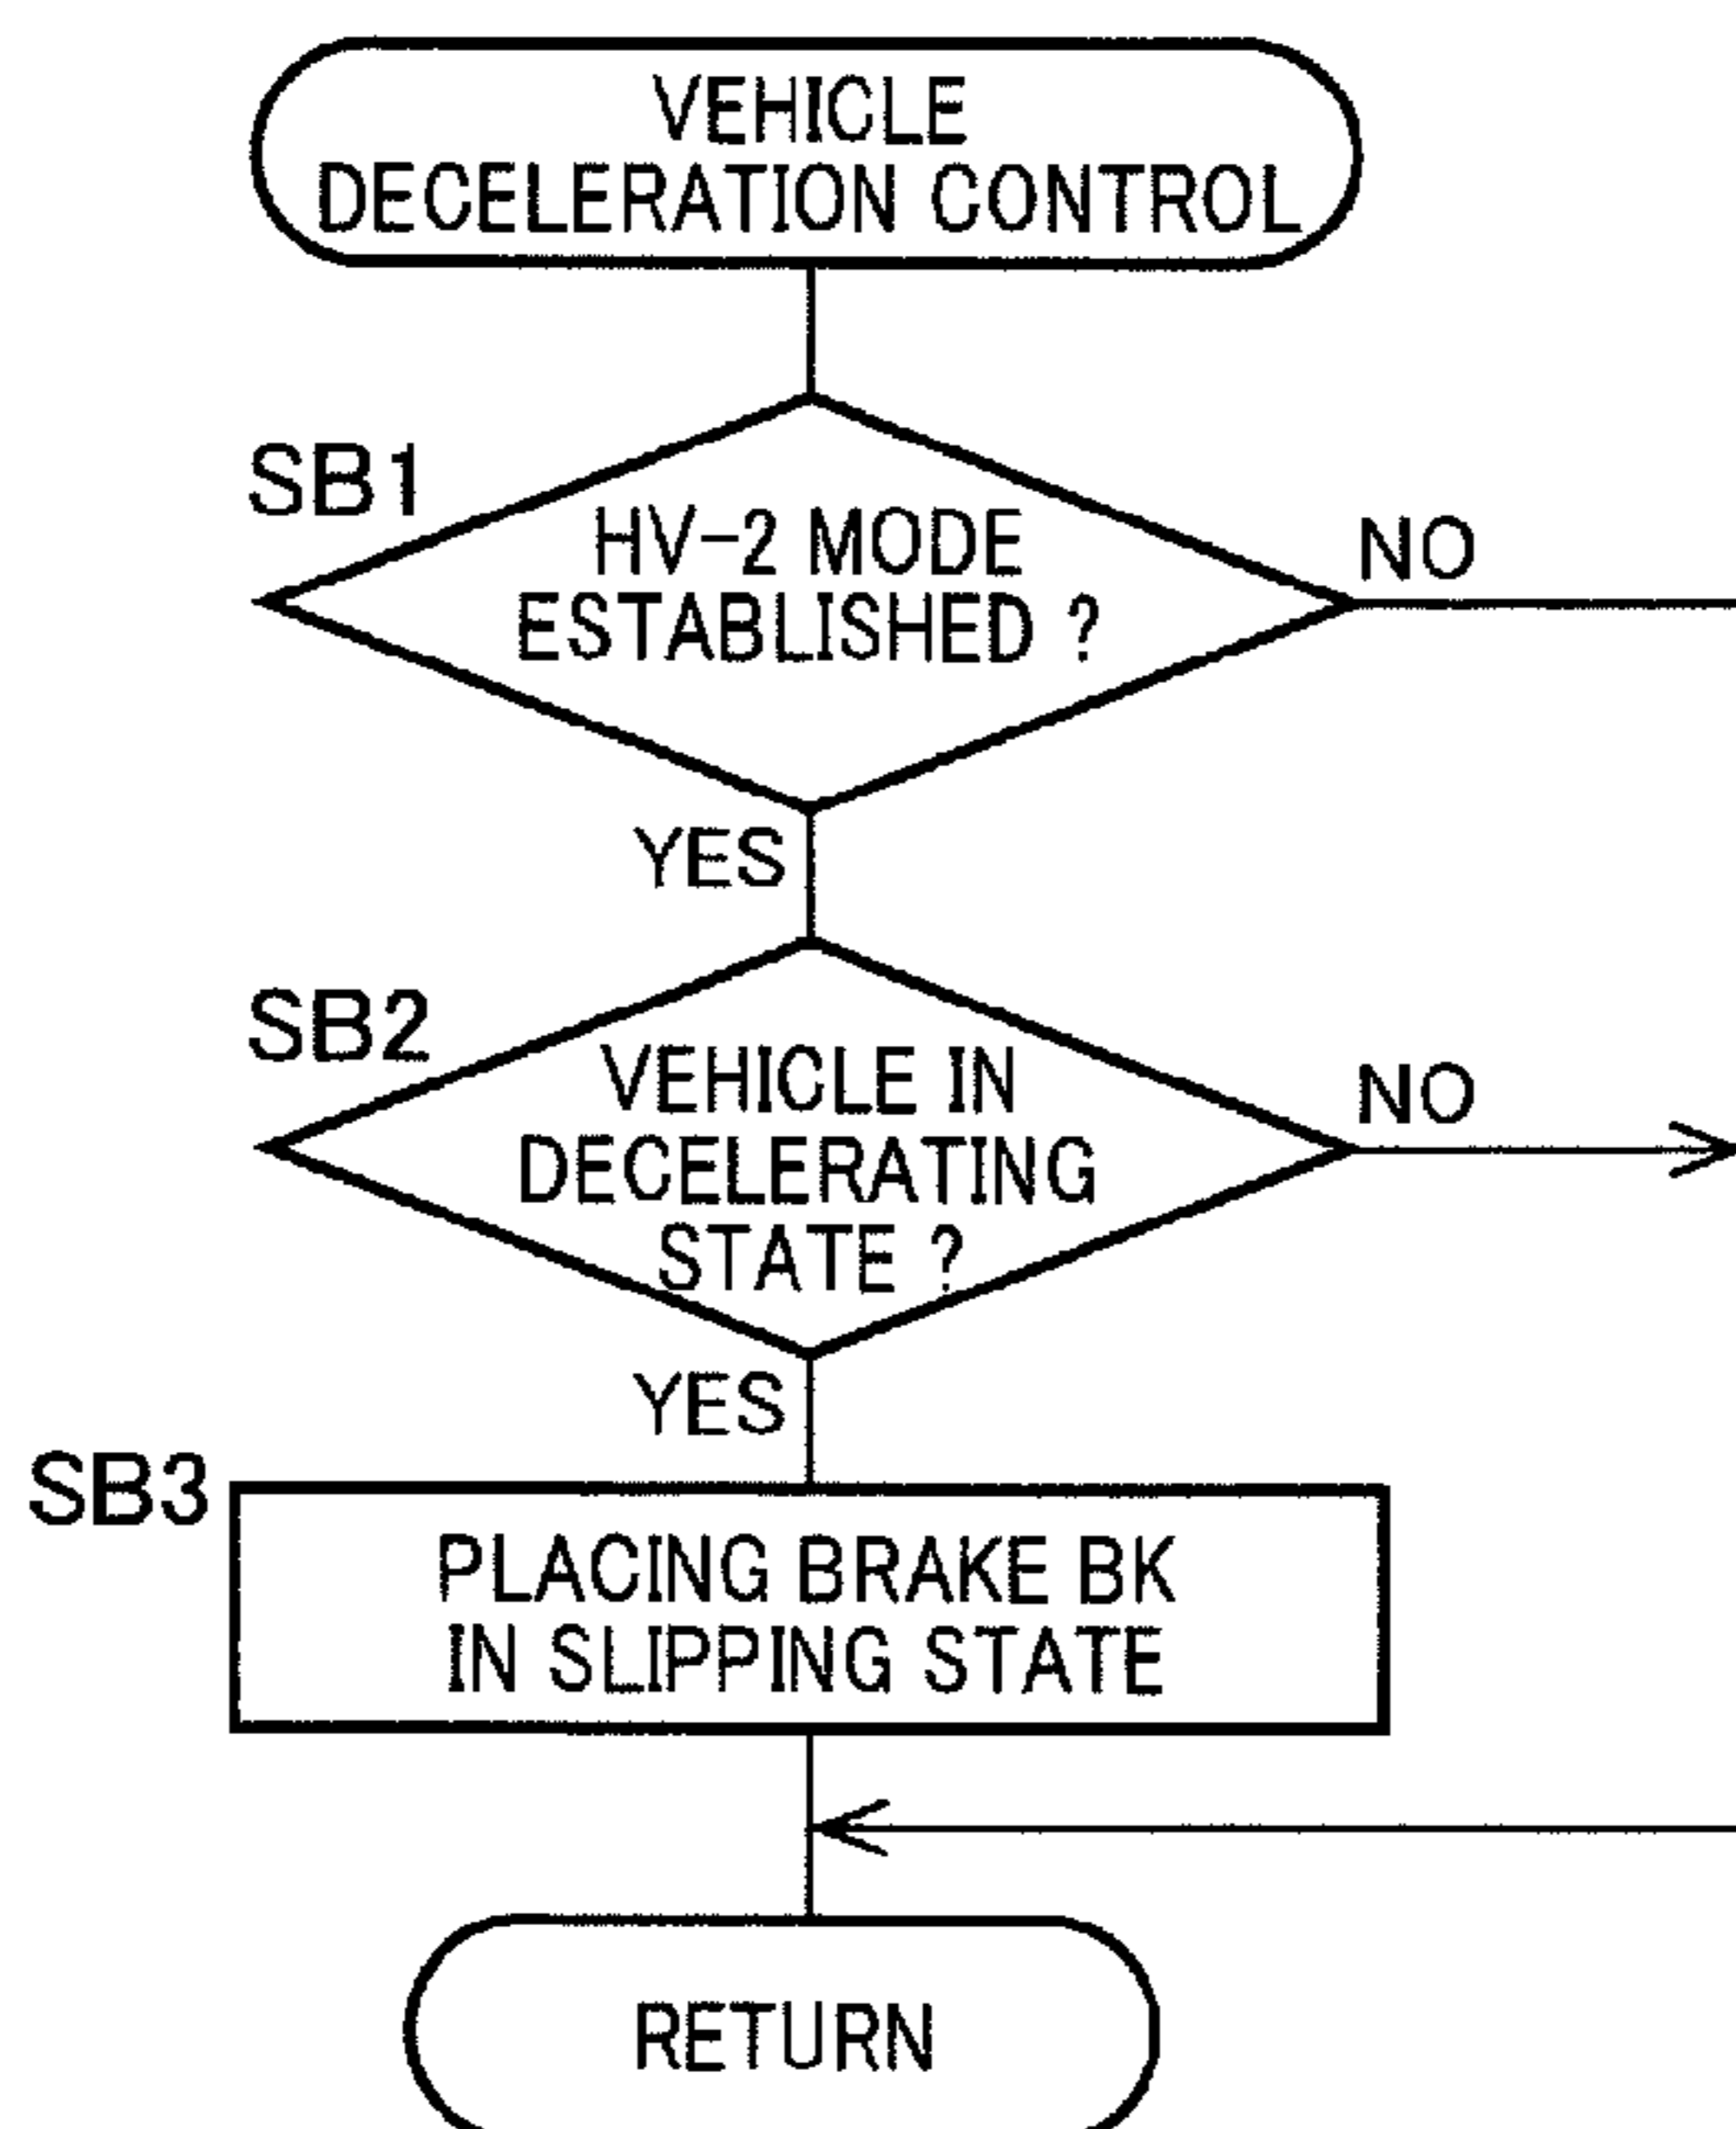 VEHICLE
DECELERATION CONTROL
SB1
HV-2 MODE
ESTABLISHED ?
NO
YES
SB2
VEHICLE IN
DECELERATING
STATE ?
NO
YES
SB3
PLACING BRAKE BK
IN SLIPPING STATE
RETURN